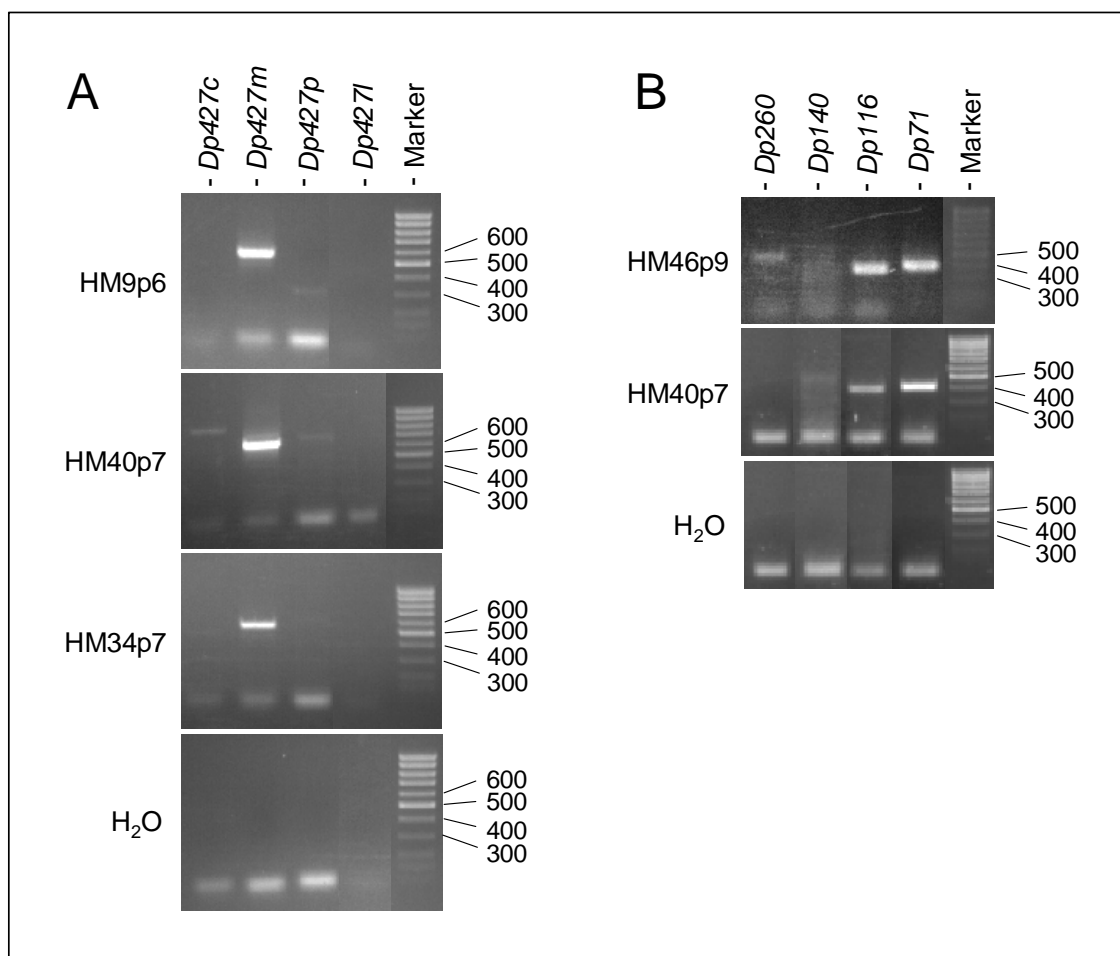 A
- Dp427c
- Dp427m
- Dp427p
- Dp427l
- Marker
HM9p6
600
500
400
300
HM40p7
600
500
400
300
HM34p7
600
500
400
300
H₂O
600
500
400
300
B
- Dp260
- Dp140
- Dp116
- Dp71
- Marker
HM46p9
500
400
300
HM40p7
500
400
300
H₂O
500
400
300